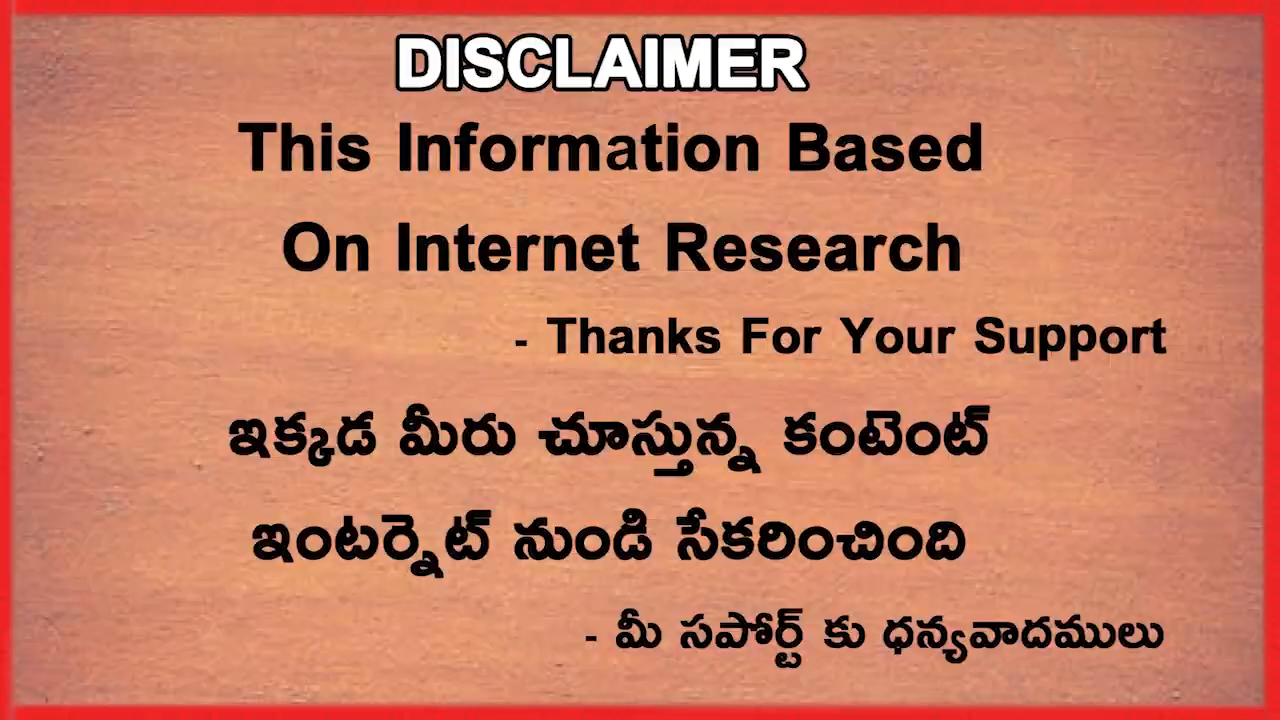 DISCLAIMER
This Information Based
On Internet Research
- Thanks For Your Support
ఇక్కడ మీరు చూస్తున్న కంటెంట్
ఇంటర్నెట్ నుండి సేకరించింది
- మీ సపోర్ట్ కు ధన్యవాదములు